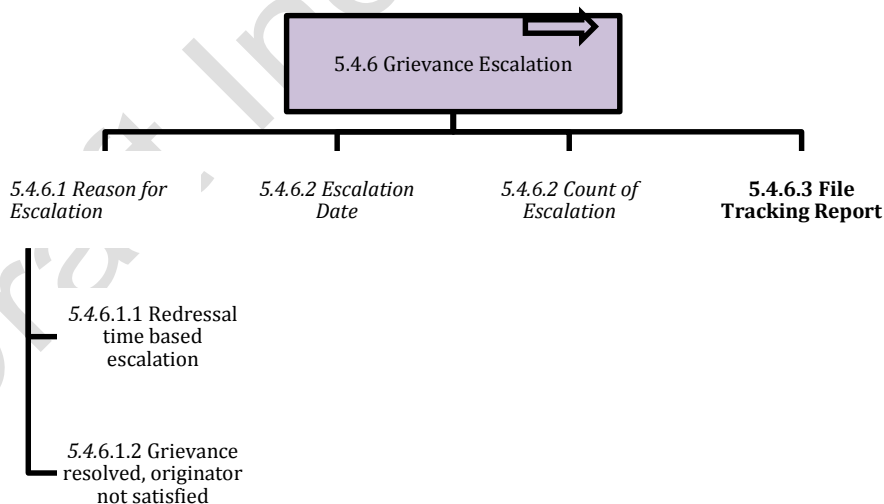 5.4.6 Grievance Escalation
5.4.6.1 Reason for
Escalation
5.4.6.2 Escalation
Date
5.4.6.2 Count of
Escalation
5.4.6.3 File
Tracking Report
5.4.6.1.1 Redressal
time based
escalation
5.4.6.1.2 Grievance
resolved, originator
not satisfied